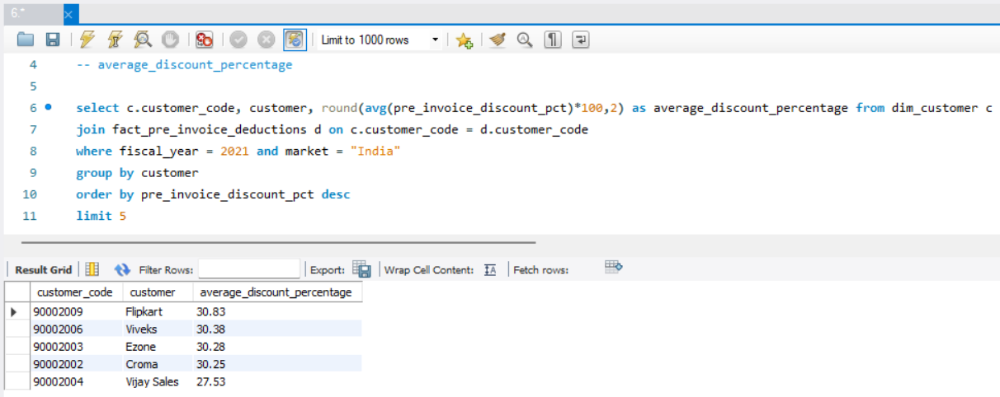 6.*
Limit to 1000 rows
4 -- average_discount_percentage
5
6 select c.customer_code, customer, round(avg(pre_invoice_discount_pct)*100,2) as average_discount_percentage from dim_customer c
7 join fact_pre_invoice_deductions d on c.customer_code = d.customer_code
8 where fiscal_year = 2021 and market = "India"
9 group by customer
10 order by pre_invoice_discount_pct desc
11 limit 5
Result Grid Filter Rows: Export: Wrap Cell Content: Fetch rows:
customer_code customer average_discount_percentage
90002009 Flipkart 30.83
90002006 Viveks 30.38
90002003 Ezone 30.28
90002002 Croma 30.25
90002004 Vijay Sales 27.53